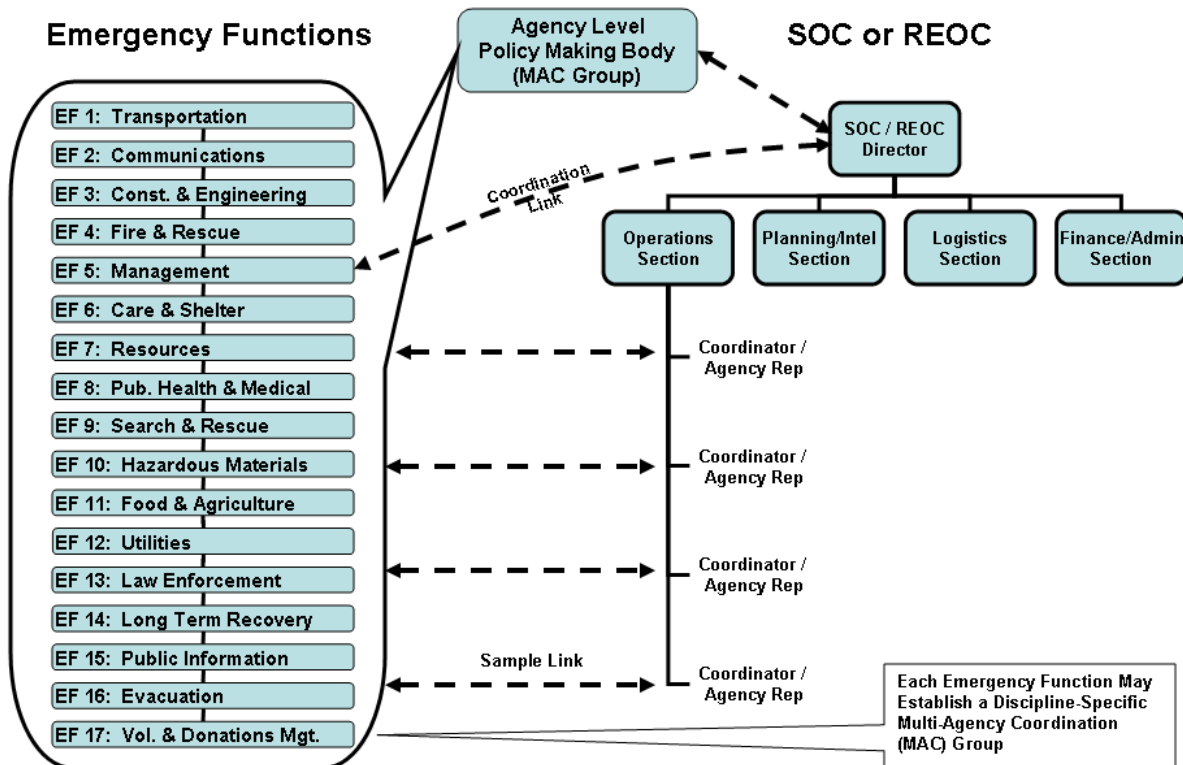 Emergency Functions
Agency Level
Policy Making Body
(MAC Group)
SOC or REOC
EF 1: Transportation
EF 2: Communications
EF 3: Const. & Engineering
EF 4: Fire & Rescue
EF 5: Management
EF 6: Care & Shelter
EF 7: Resources
EF 8: Pub. Health & Medical
EF 9: Search & Rescue
EF 10: Hazardous Materials
EF 11: Food & Agriculture
EF 12: Utilities
EF 13: Law Enforcement
EF 14: Long Term Recovery
EF 15: Public Information
EF 16: Evacuation
EF 17: Vol. & Donations Mgt.
Coordination
Link
SOC / REOC
Director
Operations
Section
Planning/Intel
Section
Logistics
Section
Finance/Admin
Section
Coordinator /
Agency Rep
Coordinator /
Agency Rep
Coordinator /
Agency Rep
Sample Link
Coordinator /
Agency Rep
Each Emergency Function May
Establish a Discipline-Specific
Multi-Agency Coordination
(MAC) Group